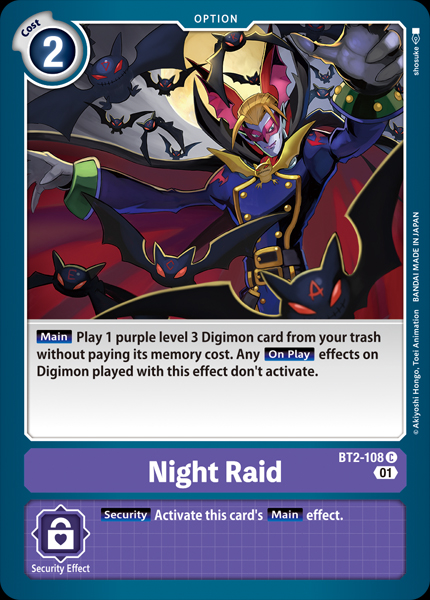 OPTION
Cost
2
shosuke
Main Play 1 purple level 3 Digimon card from your trash
without paying its memory cost. Any On Play effects on
Digimon played with this effect don't activate.
© Akiyoshi Hongo, Toei Animation BANDAI MADE IN JAPAN
BT2-108 C
Night Raid
01
Security Activate this card's Main effect.
Security Effect